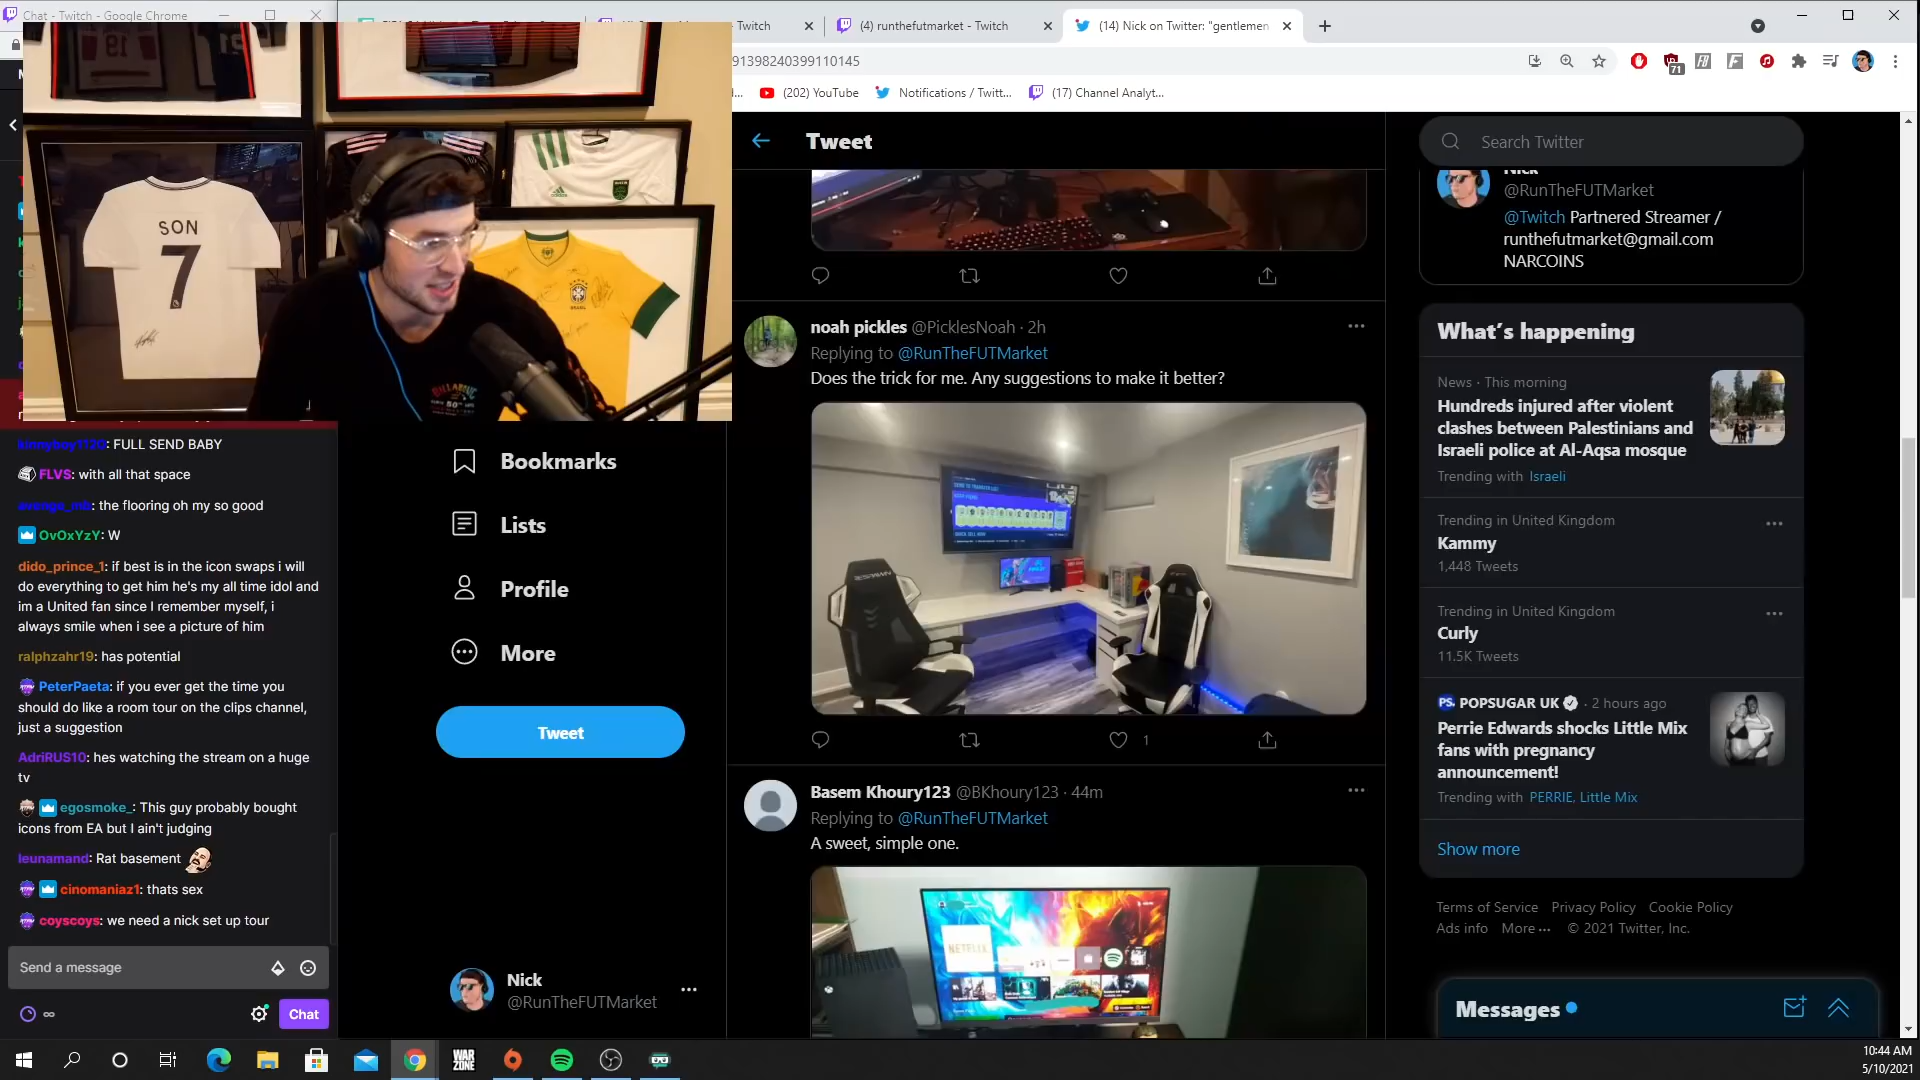 Chat - Twitch - Google Chrome
Twitch
(4) runthefutmarket - Twitch
(14) Nick on Twitter: "gentlemen
91398240399110145
71
(202) YouTube
Notifications / Twitt...
(17) Channel Analyt...
19
SON
7
BRASIL
Tweet
Search Twitter
Nick
@RunTheFUTMarket
@Twitch Partnered Streamer /
runthefutmarket@gmail.com
NARCOINS
noah pickles @PicklesNoah · 2h
Replying to @RunTheFUTMarket
Does the trick for me. Any suggestions to make it better?
1
Basem Khoury123 @BKhoury123 · 44m
Replying to @RunTheFUTMarket
A sweet, simple one.
NETFLIX
What's happening
News · This morning
Hundreds injured after violent
clashes between Palestinians and
Israeli police at Al-Aqsa mosque
Trending with Israeli
Trending in United Kingdom
Kammy
1,448 Tweets
Trending in United Kingdom
Curly
11.5K Tweets
PS. POPSUGAR UK · 2 hours ago
Perrie Edwards shocks Little Mix
fans with pregnancy
announcement!
Trending with PERRIE, Little Mix
Show more
Terms of Service Privacy Policy Cookie Policy
Ads info More ··· © 2021 Twitter, Inc.
Messages
Bookmarks
Lists
Profile
More
Tweet
Nick
@RunTheFUTMarket
kinnyboy1120: FULL SEND BABY
FLVS: with all that space
the flooring oh my so good
OvOxYzY: W
dido_prince_1: if best is in the icon swaps i will
do everything to get him he's my all time idol and
im a United fan since I remember myself, i
always smile when i see a picture of him
ralphzahr19: has potential
PeterPaeta: if you ever get the time you
should do like a room tour on the clips channel,
just a suggestion
AdriRUS10: hes watching the stream on a huge
tv
egosmoke_: This guy probably bought
icons from EA but I ain't judging
leunamand: Rat basement
cinomaniaz1: thats sex
coyscoys: we need a nick set up tour
Send a message
∞
Chat
WAR
ZONE
10:44 AM
5/10/2021